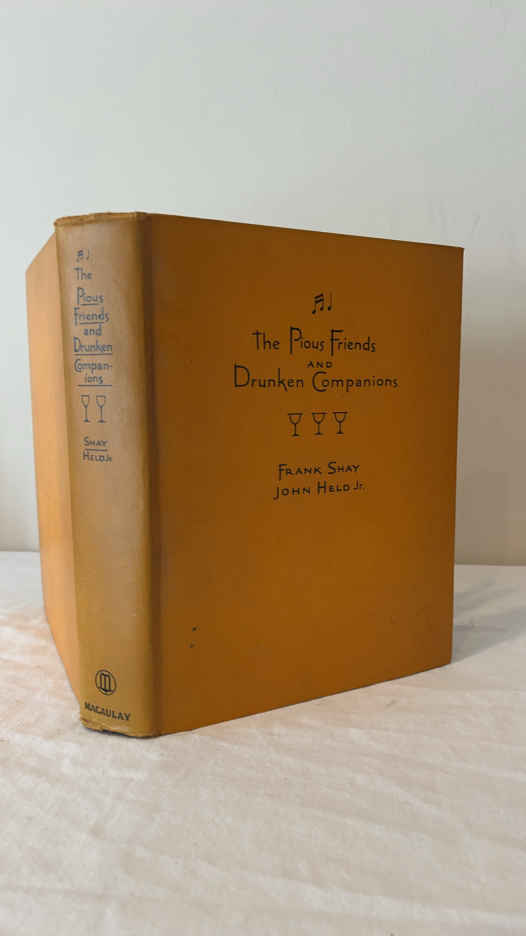 The
Pious
Friends
and
Drunken
Compan-
ions
SHAY
HELD Jr.
MACAULAY
The Pious Friends
AND
Drunken Companions
FRANK SHAY
JOHN HELD Jr.